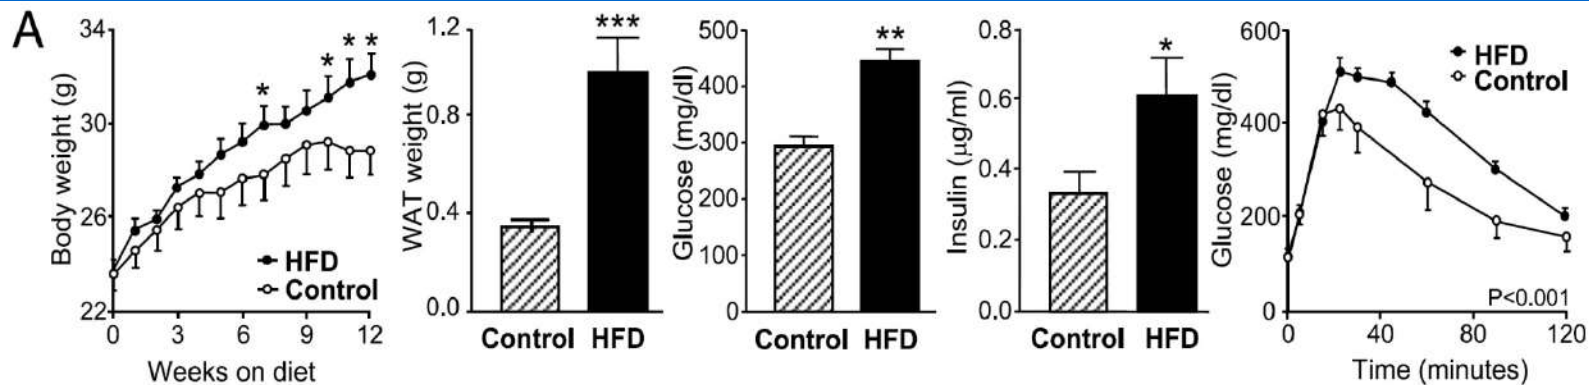 A
Body weight (g)
34
30
26
22
0 3 6 9 12
Weeks on diet
* * * *
HFD
Control
WAT weight (g)
1.2
0.8
0.4
0.0
***
Control HFD
Glucose (mg/dl)
500
400
300
200
100
0
**
Control HFD
Insulin (µg/ml)
0.8
0.6
0.4
0.2
0.0
*
Control HFD
Glucose (mg/dl)
600
400
200
0
HFD
Control
P<0.001
0 40 80 120
Time (minutes)